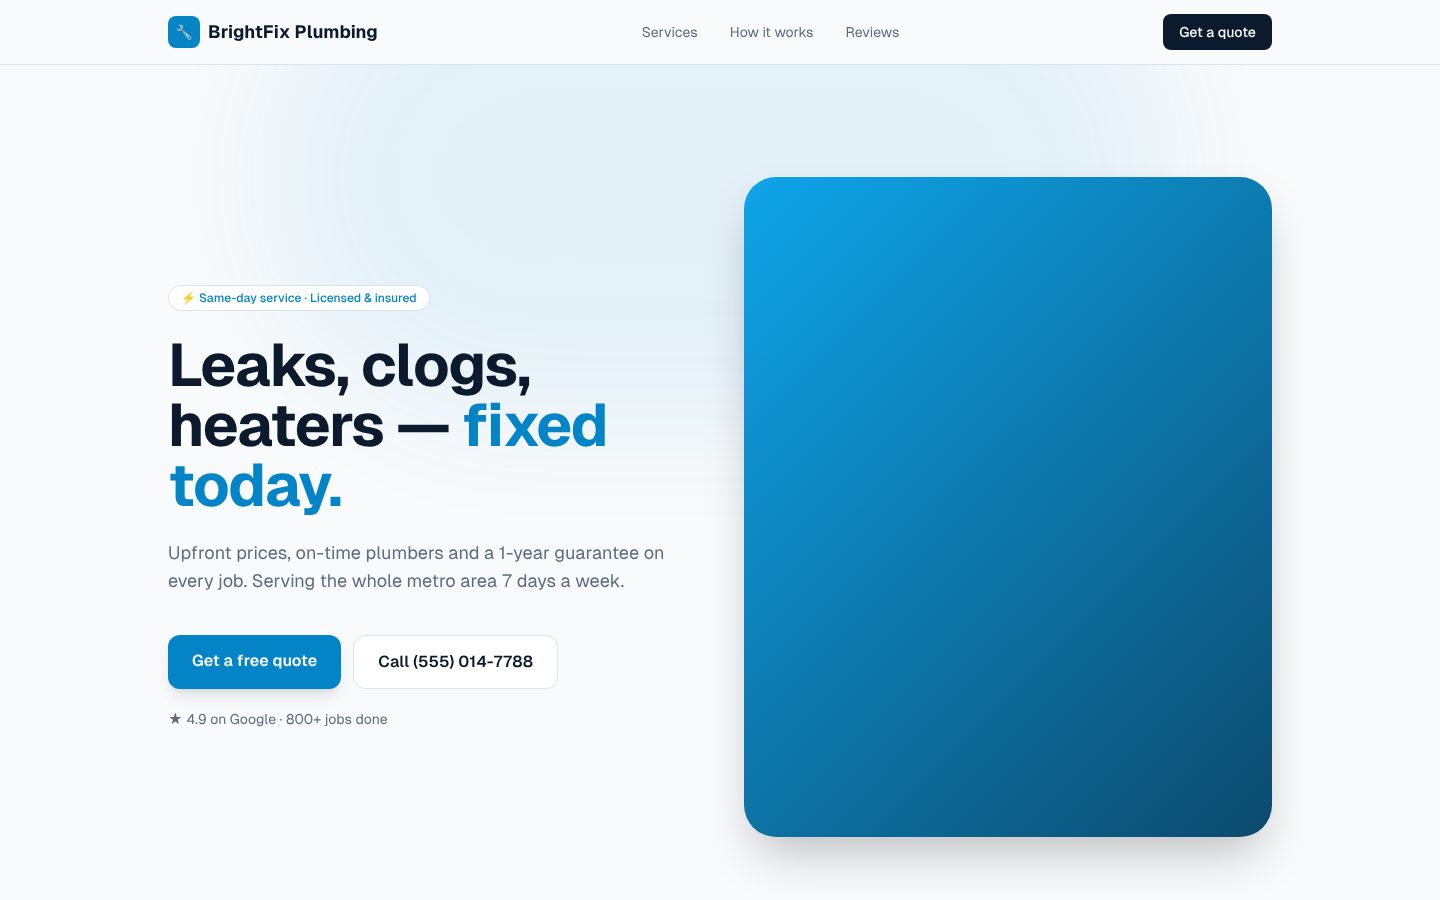 BrightFix Plumbing
Services
How it works
Reviews
Get a quote
⚡ Same-day service · Licensed & insured
Leaks, clogs,
heaters — fixed
today.
Upfront prices, on-time plumbers and a 1-year guarantee on
every job. Serving the whole metro area 7 days a week.
Get a free quote
Call (555) 014-7788
★ 4.9 on Google · 800+ jobs done